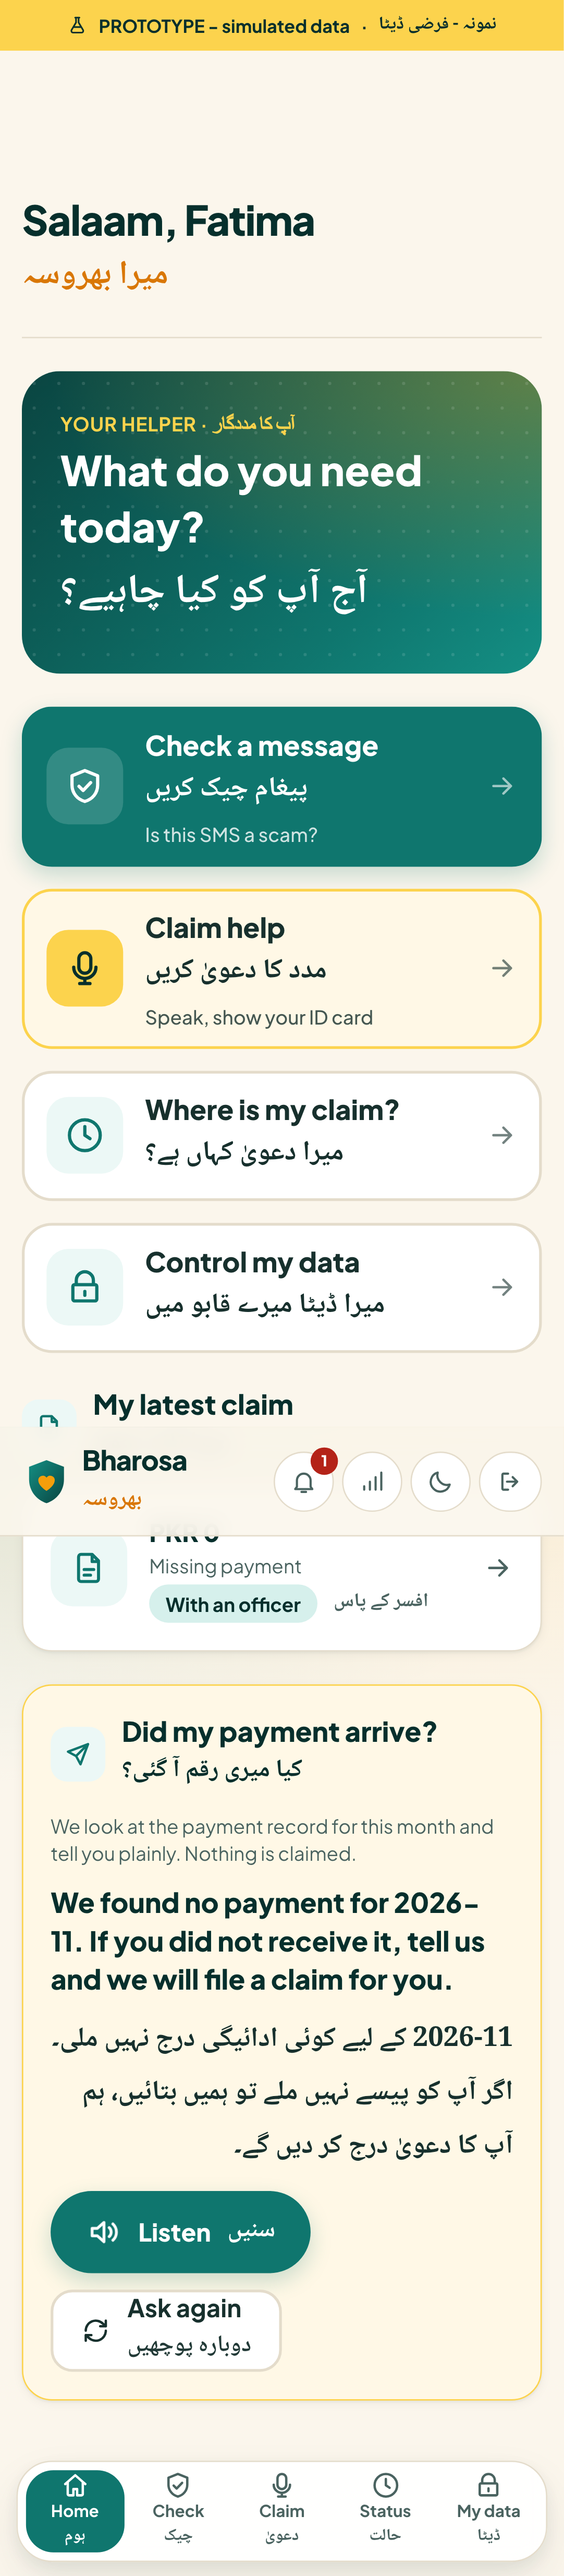 PROTOTYPE – simulated data · نمونہ - فرضی ڈیٹا
Salaam, Fatima
میرا بھروسہ
YOUR HELPER · آپ کا مددگار
What do you need
today?
آج آپ کو کیا چاہیے؟
Check a message
پیغام چیک کریں
Is this SMS a scam?
Claim help
مدد کا دعویٰ کریں
Speak, show your ID card
Where is my claim?
میرا دعویٰ کہاں ہے؟
Control my data
میرا ڈیٹا میرے قابو میں
My latest claim
Bharosa
بھروسہ
1
PKR 0
Missing payment
With an officer افسر کے پاس
Did my payment arrive?
کیا میری رقم آ گئی؟
We look at the payment record for this month and
tell you plainly. Nothing is claimed.
We found no payment for 2026-
11. If you did not receive it, tell us
and we will file a claim for you.
2026-11 کے لیے کوئی ادائیگی درج نہیں ملی۔
اگر آپ کو پیسے نہیں ملے تو ہمیں بتائیں، ہم
آپ کا دعویٰ درج کر دیں گے۔
Listen سنیں
Ask again
دوبارہ پوچھیں
Home Check Claim Status My data
ہوم چیک دعویٰ حالت ڈیٹا